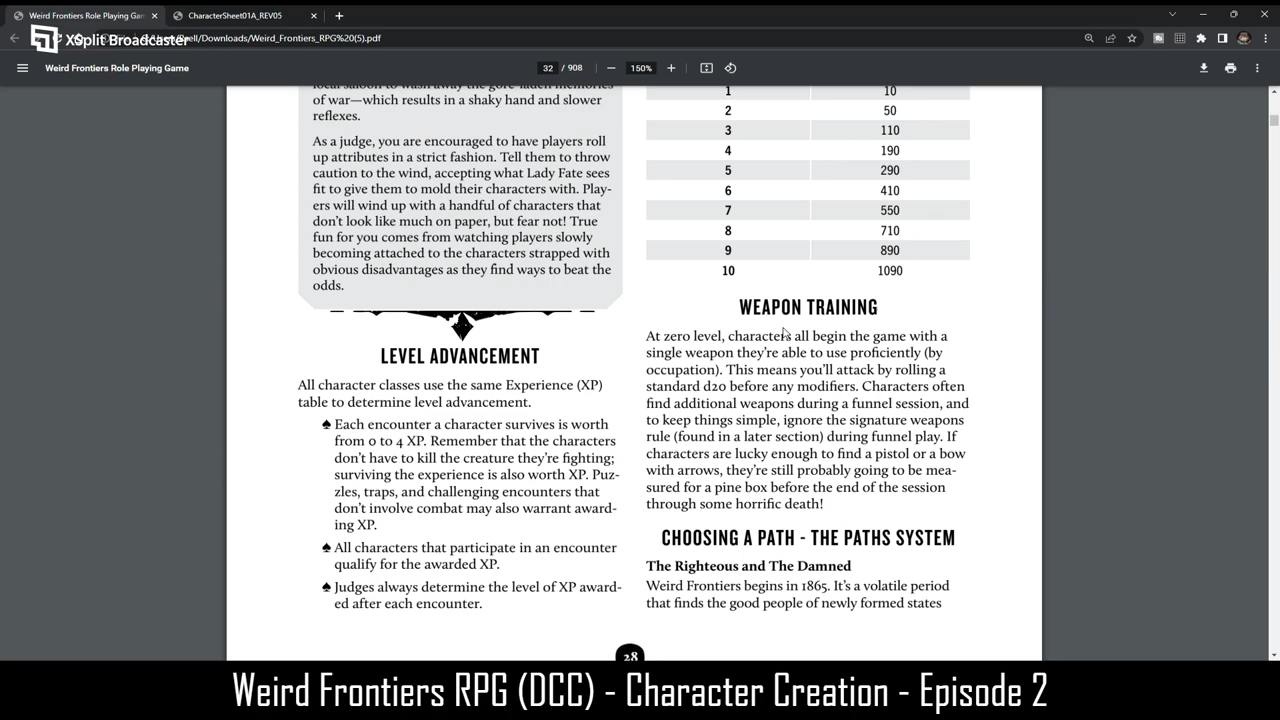 Weird Frontiers Role Playing Gam
CharacterSheet01A_REV05
XSplit Broadcaster
/Downloads/Weird_Frontiers_RPG%20(5).pdf
Weird Frontiers Role Playing Game
32 / 908
150%
local saloon to wash away the gore-laden memories
of war—which results in a shaky hand and slower
reflexes.
As a judge, you are encouraged to have players roll
up attributes in a strict fashion. Tell them to throw
caution to the wind, accepting what Lady Fate sees
fit to give them to mold their characters with. Play-
ers will wind up with a handful of characters that
don't look like much on paper, but fear not! True
fun for you comes from watching players slowly
becoming attached to the characters strapped with
obvious disadvantages as they find ways to beat the
odds.
LEVEL ADVANCEMENT
All character classes use the same Experience (XP)
table to determine level advancement.
♠ Each encounter a character survives is worth
from 0 to 4 XP. Remember that the characters
don't have to kill the creature they're fighting;
surviving the experience is also worth XP. Puz-
zles, traps, and challenging encounters that
don't involve combat may also warrant award-
ing XP.
♠ All characters that participate in an encounter
qualify for the awarded XP.
♠ Judges always determine the level of XP award-
ed after each encounter.
1 10
2 50
3 110
4 190
5 290
6 410
7 550
8 710
9 890
10 1090
WEAPON TRAINING
At zero level, characters all begin the game with a
single weapon they're able to use proficiently (by
occupation). This means you'll attack by rolling a
standard d20 before any modifiers. Characters often
find additional weapons during a funnel session, and
to keep things simple, ignore the signature weapons
rule (found in a later section) during funnel play. If
characters are lucky enough to find a pistol or a bow
with arrows, they're still probably going to be mea-
sured for a pine box before the end of the session
through some horrific death!
CHOOSING A PATH - THE PATHS SYSTEM
The Righteous and The Damned
Weird Frontiers begins in 1865. It's a volatile period
that finds the good people of newly formed states
28
Weird Frontiers RPG (DCC) - Character Creation - Episode 2